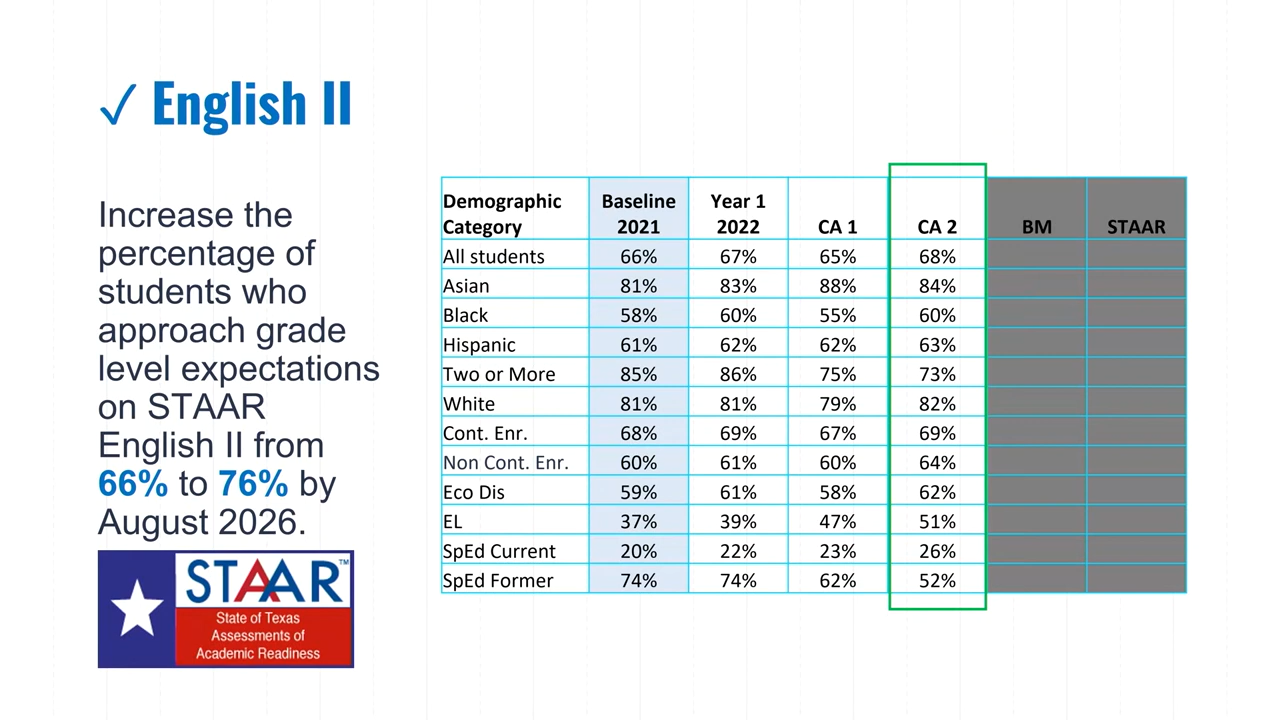 ✓ English II
Increase the
percentage of
students who
approach grade
level expectations
on STAAR
English II from
66% to 76% by
August 2026.
STAAR™
State of Texas
Assessments of
Academic Readiness
Demographic Category Baseline 2021 Year 1 2022 CA 1 CA 2 BM STAAR
All students 66% 67% 65% 68%
Asian 81% 83% 88% 84%
Black 58% 60% 55% 60%
Hispanic 61% 62% 62% 63%
Two or More 85% 86% 75% 73%
White 81% 81% 79% 82%
Cont. Enr. 68% 69% 67% 69%
Non Cont. Enr. 60% 61% 60% 64%
Eco Dis 59% 61% 58% 62%
EL 37% 39% 47% 51%
SpEd Current 20% 22% 23% 26%
SpEd Former 74% 74% 62% 52%